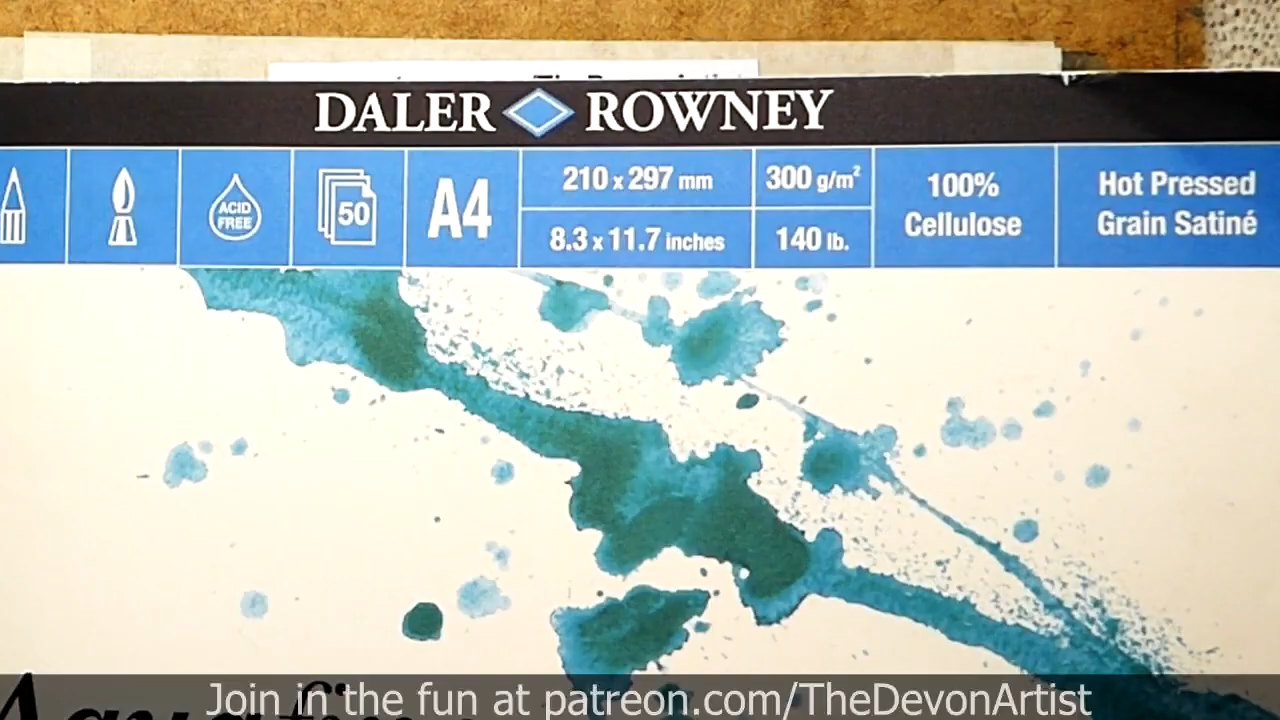 DALER ROWNEY
ACID FREE
50
A4
210 x 297 mm
8.3 x 11.7 inches
300 g/m²
140 lb.
100%
Cellulose
Hot Pressed
Grain Satiné
Join in the fun at patreon.com/TheDevonArtist